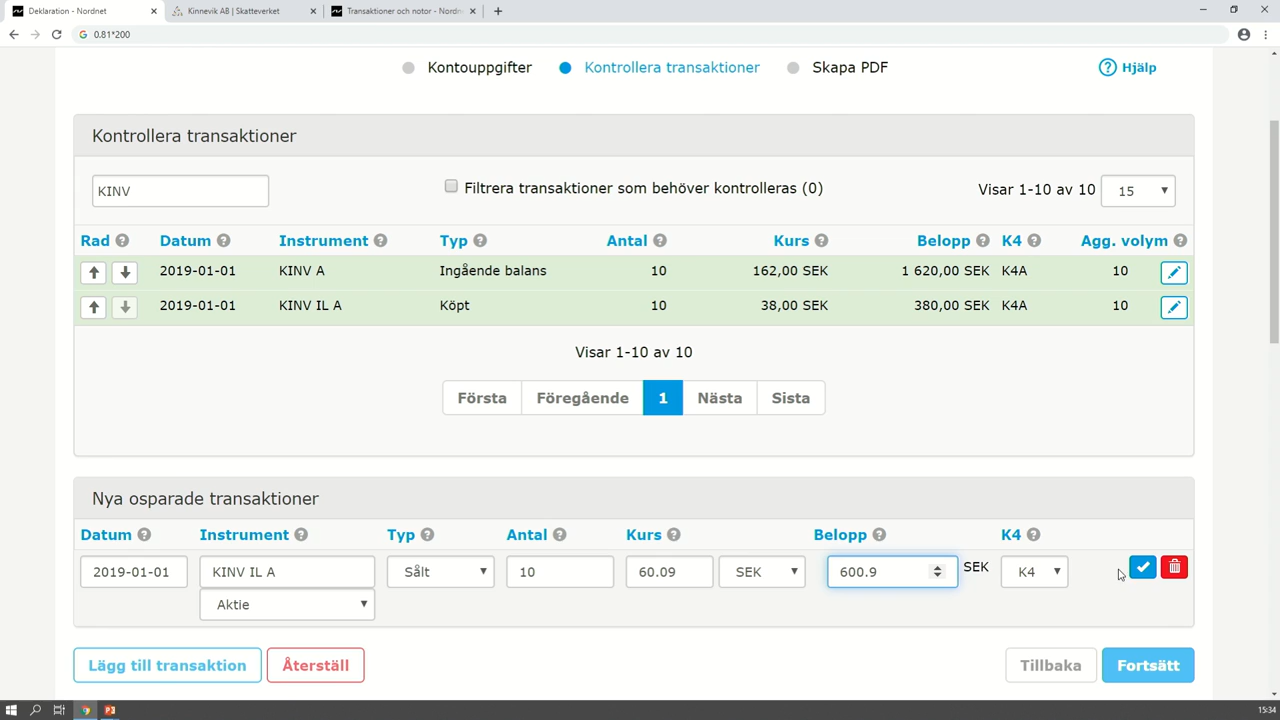 Deklaration - Nordnet
Kinnevik AB | Skatteverket
Transaktioner och notor - Nordn
0.81*200
Kontouppgifter
Kontrollera transaktioner
Skapa PDF
Hjälp
Kontrollera transaktioner
KINV
Filtrera transaktioner som behöver kontrolleras (0)
Visar 1-10 av 10
15
Rad Datum Instrument Typ Antal Kurs Belopp K4 Agg. volym
2019-01-01 KINV A Ingående balans 10 162,00 SEK 1 620,00 SEK K4A 10
2019-01-01 KINV IL A Köpt 10 38,00 SEK 380,00 SEK K4A 10
Visar 1-10 av 10
Första Föregående 1 Nästa Sista
Nya osparade transaktioner
Datum Instrument Typ Antal Kurs Belopp K4
2019-01-01 KINV IL A Sålt 10 60.09 SEK 600.9 SEK K4
Aktie
Lägg till transaktion Återställ Tillbaka Fortsätt
15:34